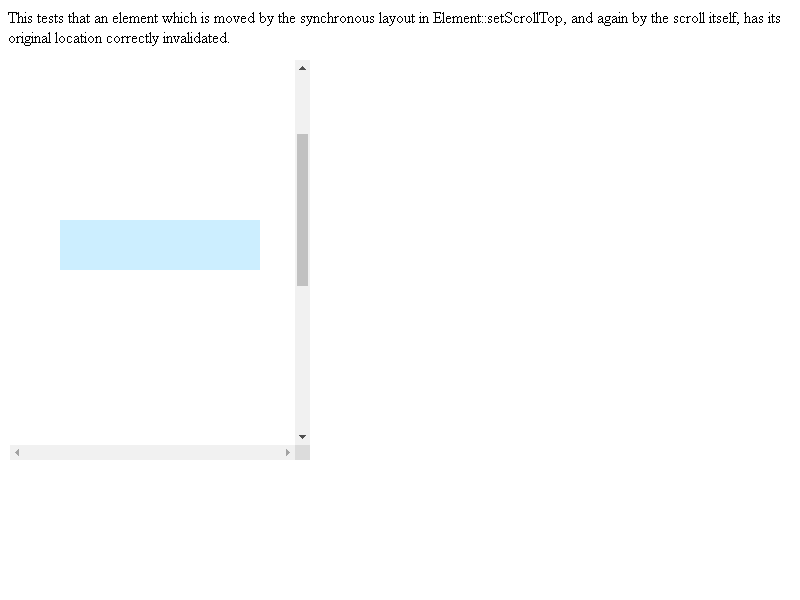 This tests that an element which is moved by the synchronous layout in Element::setScrollTop, and again by the scroll itself, has its
original location correctly invalidated.